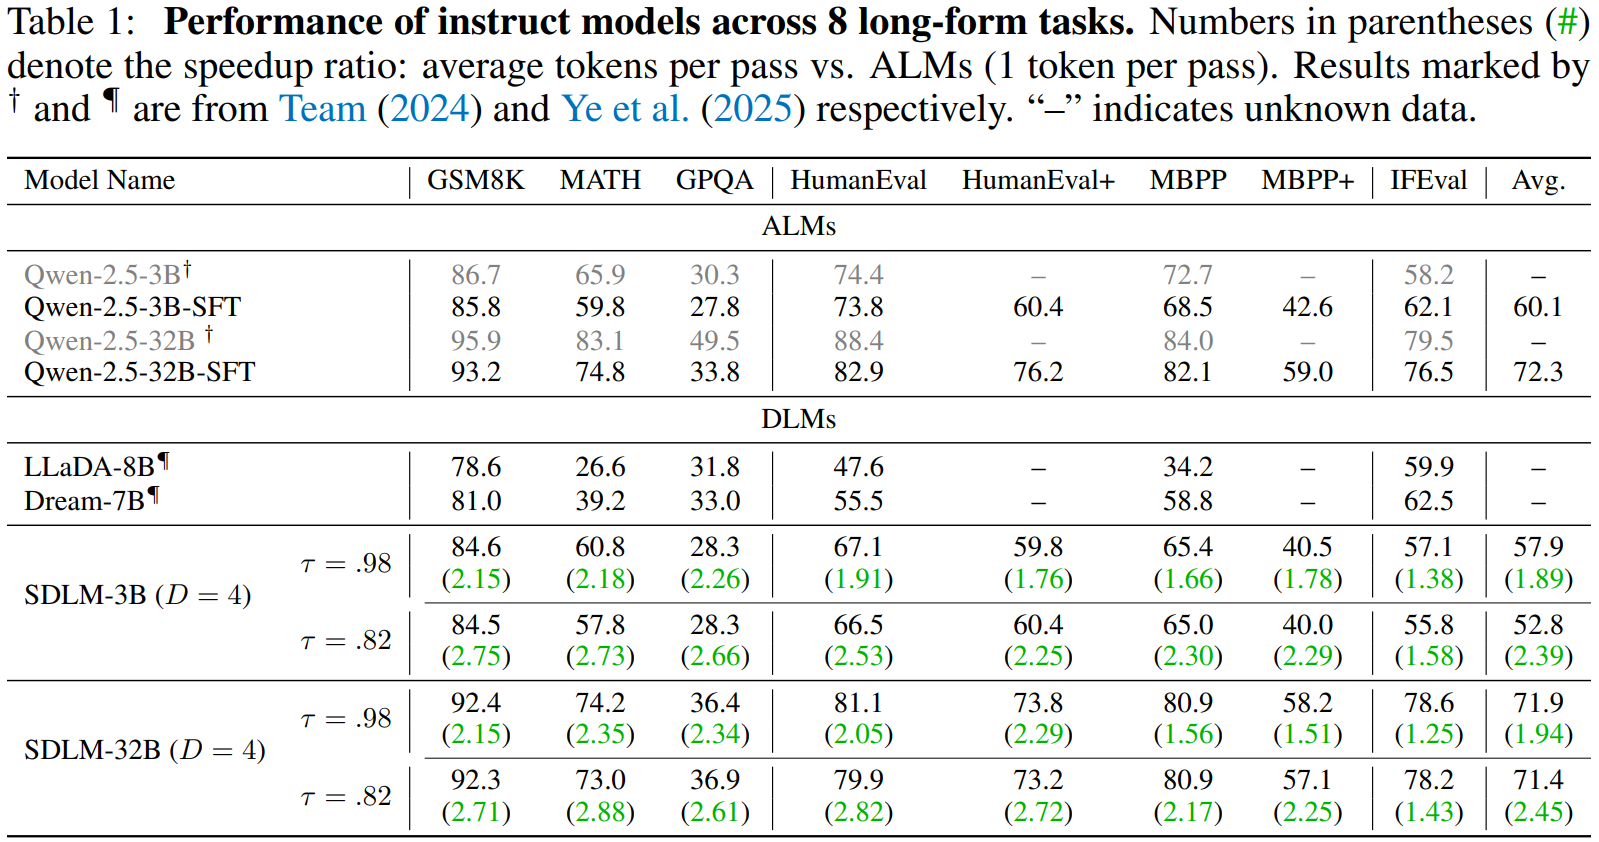 Table 1: Performance of instruct models across 8 long-form tasks. Numbers in parentheses (#)
denote the speedup ratio: average tokens per pass vs. ALMs (1 token per pass). Results marked by
† and ¶ are from Team (2024) and Ye et al. (2025) respectively. “–” indicates unknown data.
Model Name GSM8K MATH GPQA HumanEval HumanEval+ MBPP MBPP+ IFEval Avg.
ALMs
Qwen-2.5-3B† 86.7 65.9 30.3 74.4 – 72.7 – 58.2 –
Qwen-2.5-3B-SFT 85.8 59.8 27.8 73.8 60.4 68.5 42.6 62.1 60.1
Qwen-2.5-32B † 95.9 83.1 49.5 88.4 – 84.0 – 79.5 –
Qwen-2.5-32B-SFT 93.2 74.8 33.8 82.9 76.2 82.1 59.0 76.5 72.3
DLMs
LLaDA-8B¶ 78.6 26.6 31.8 47.6 – 34.2 – 59.9 –
Dream-7B¶ 81.0 39.2 33.0 55.5 – 58.8 – 62.5 –
SDLM-3B (D = 4)
τ = .98
84.6 60.8 28.3 67.1 59.8 65.4 40.5 57.1 57.9
(2.15) (2.18) (2.26) (1.91) (1.76) (1.66) (1.78) (1.38) (1.89)
τ = .82
84.5 57.8 28.3 66.5 60.4 65.0 40.0 55.8 52.8
(2.75) (2.73) (2.66) (2.53) (2.25) (2.30) (2.29) (1.58) (2.39)
SDLM-32B (D = 4)
τ = .98
92.4 74.2 36.4 81.1 73.8 80.9 58.2 78.6 71.9
(2.15) (2.35) (2.34) (2.05) (2.29) (1.56) (1.51) (1.25) (1.94)
τ = .82
92.3 73.0 36.9 79.9 73.2 80.9 57.1 78.2 71.4
(2.71) (2.88) (2.61) (2.82) (2.72) (2.17) (2.25) (1.43) (2.45)